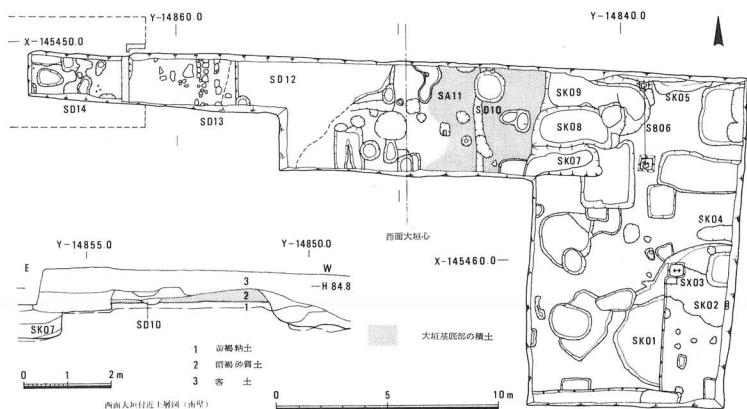 Y-14860.0
Y-14840.0
X-145450.0
SD12
SA11
SD10
SK09
SK05
SK08
SB06
SK07
SD14
SD13
SK04
西面大垣心
X-145460.0
SX03
SK02
SK01
Y-14855.0
Y-14850.0
E
W
3
H 84.8
2
1
SD10
SK07
大垣基底部の積土
1 黄褐粘土
2 暗褐砂質土
3 客土
0 1 2m
西面大垣付近土層図(南壁)
0 5 10m